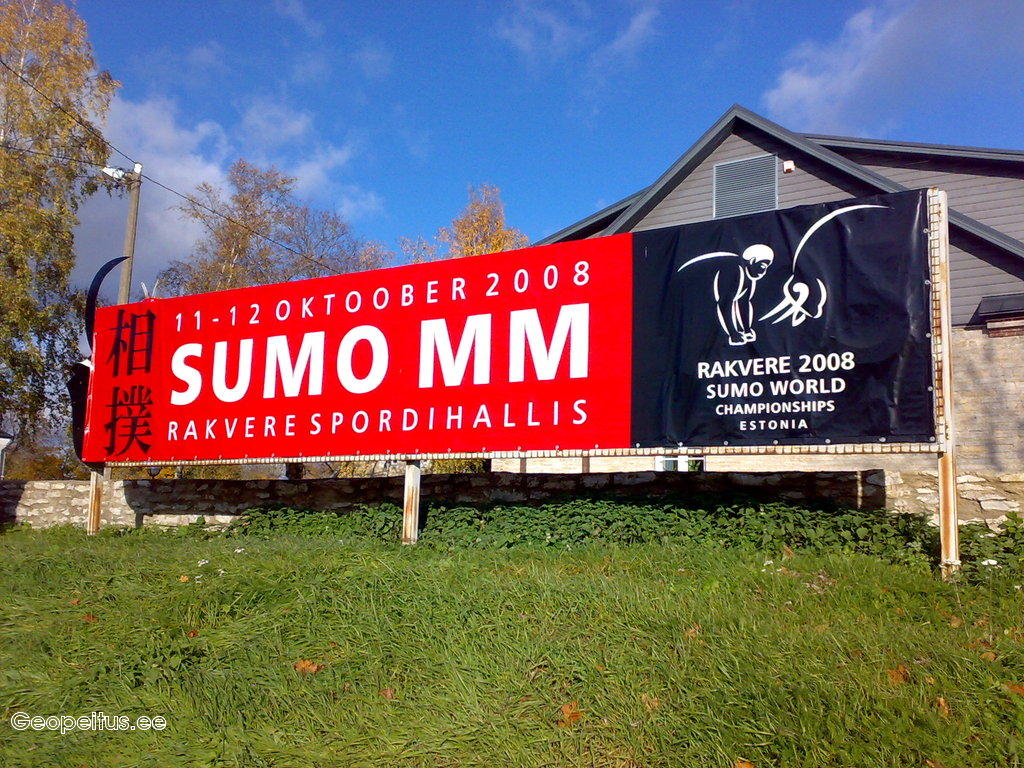 相撲
11-12 OKTOOBER 2008
SUMO MM
RAKVERE SPORDIHALLIS
RAKVERE 2008
SUMO WORLD
CHAMPIONSHIPS
ESTONIA
Geopeitus.ee